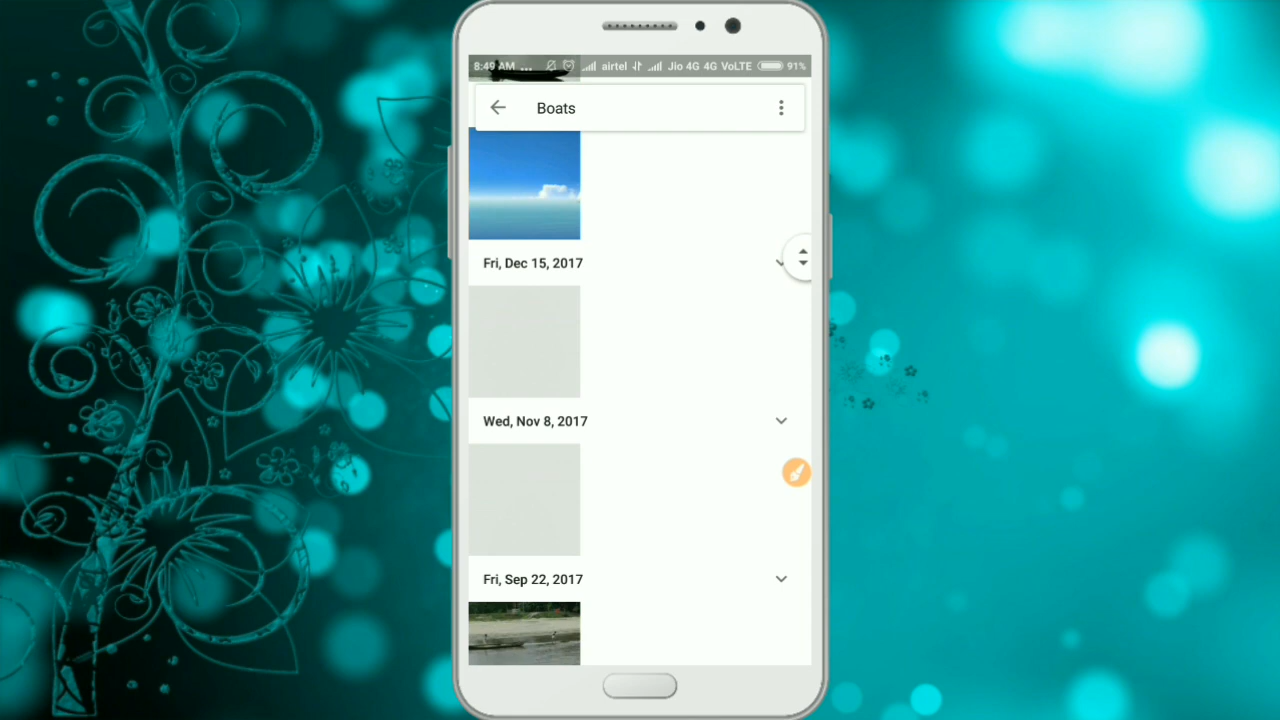 8:49 AM ... airtel Jio 4G 4G VoLTE 91%
Boats
Fri, Dec 15, 2017
Wed, Nov 8, 2017
Fri, Sep 22, 2017